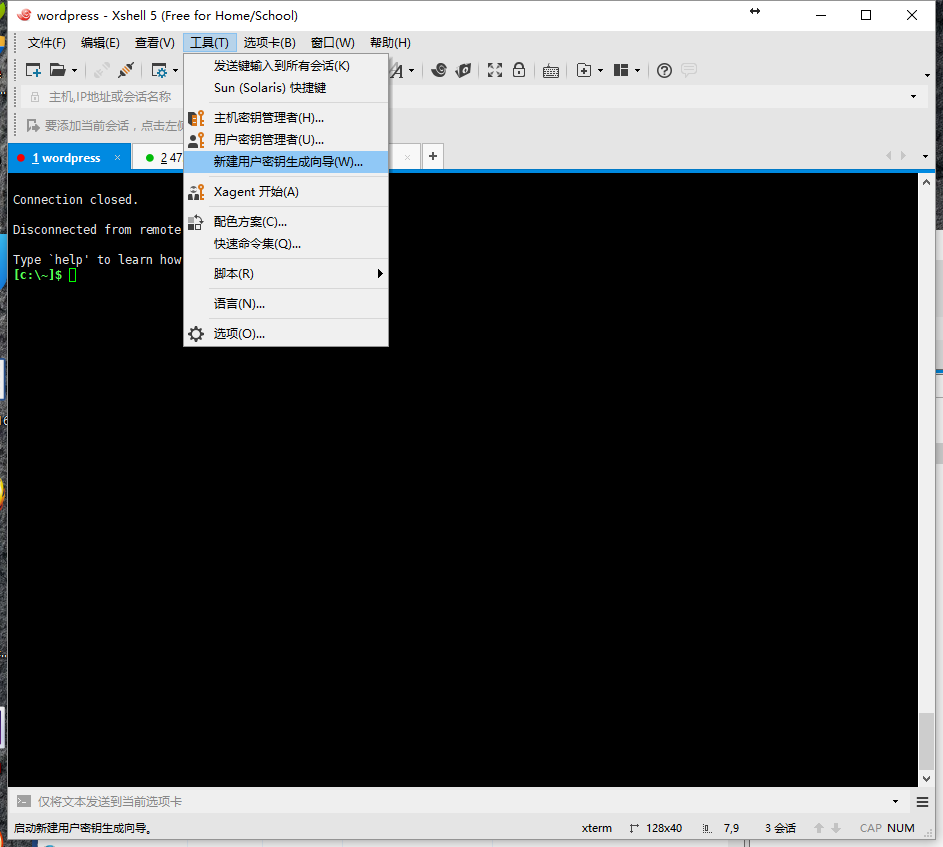 wordpress - Xshell 5 (Free for Home/School)
文件(F) 编辑(E) 查看(V) 工具(T) 选项卡(B) 窗口(W) 帮助(H)
发送键输入到所有会话(K)
Sun (Solaris) 快捷键
主机,IP地址或会话名称
主机密钥管理者(H)...
要添加当前会话，点击左侧
用户密钥管理者(U)...
1 wordpress × 2 47 × +
新建用户密钥生成向导(W)...
Xagent 开始(A)
配色方案(C)...
快速命令集(Q)...
脚本(R)
语言(N)...
选项(O)...
Connection closed.
Disconnected from remote
Type `help' to learn how
[c:\~]$
仅将文本发送到当前选项卡
启动新建用户密钥生成向导。 xterm 128x40 7,9 3 会话 CAP NUM